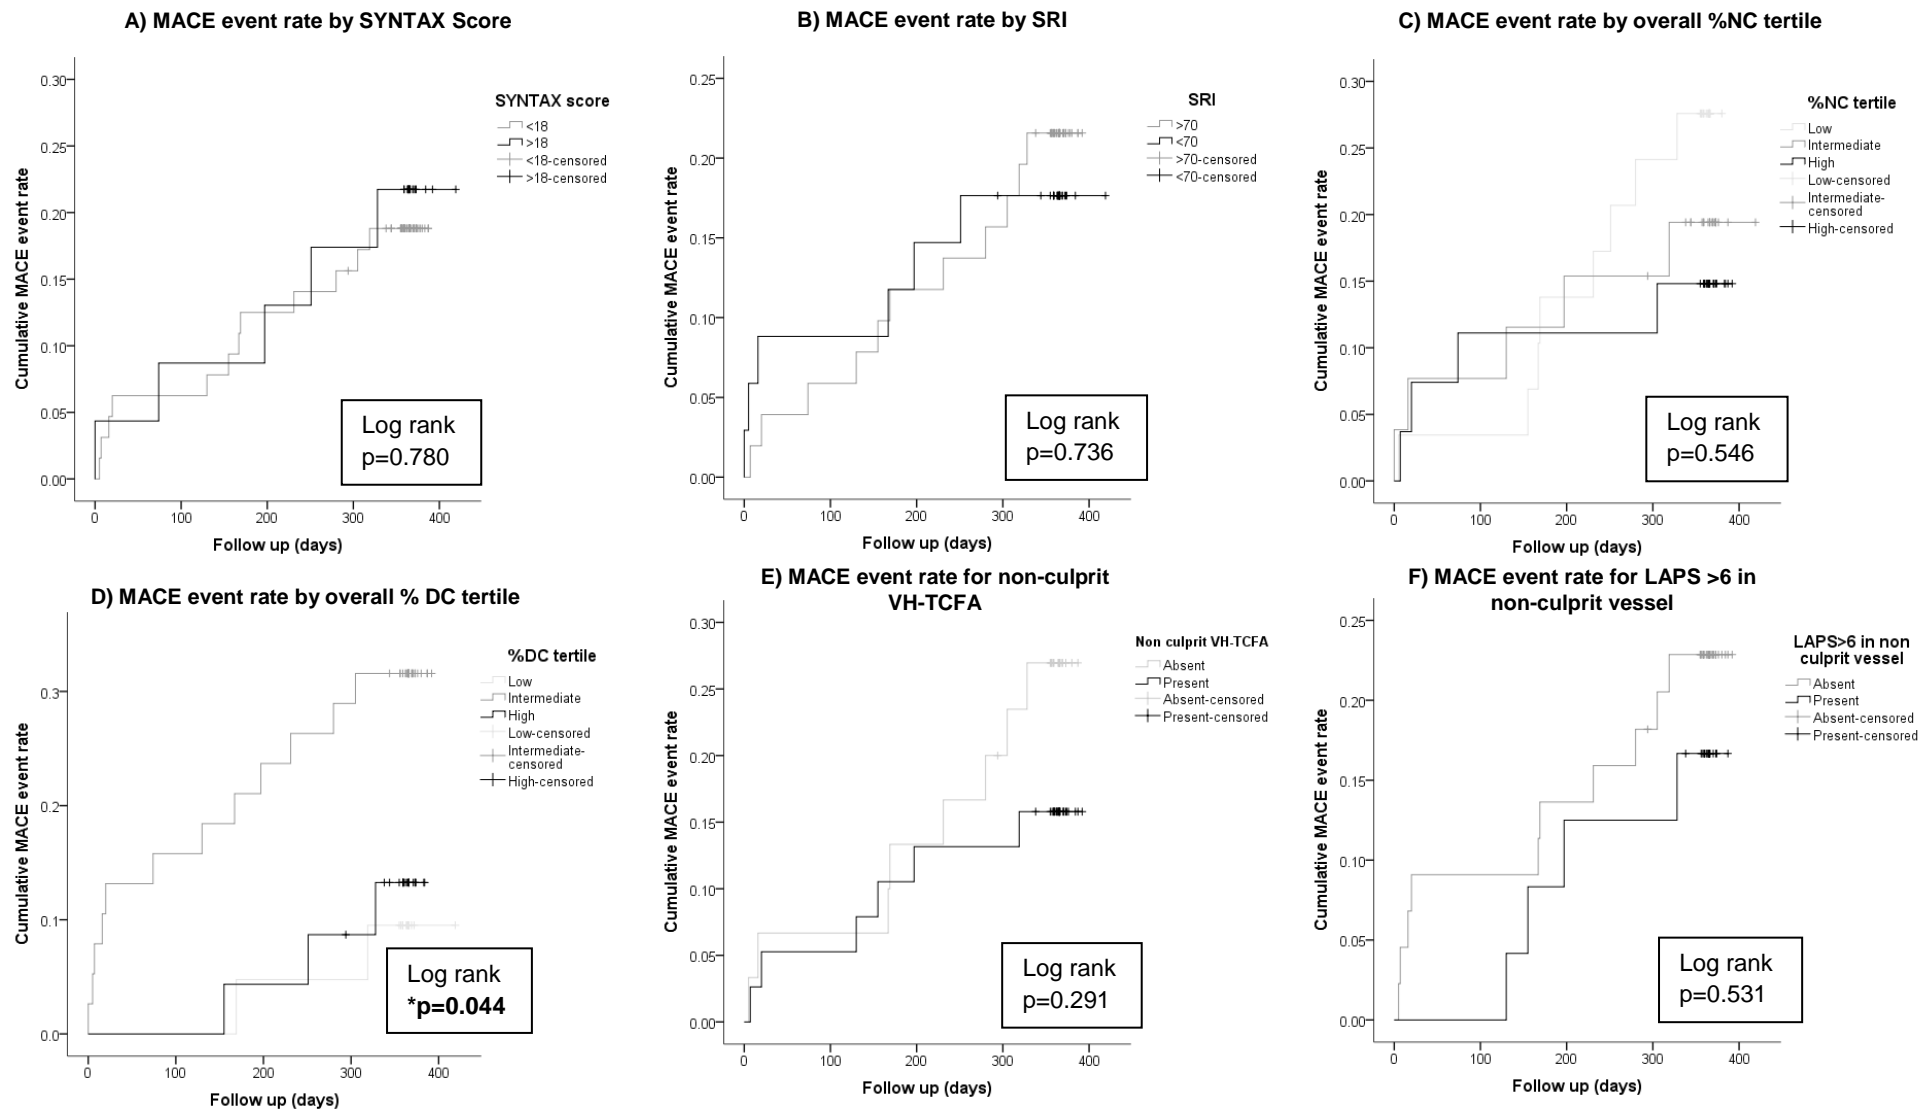 A) MACE event rate by SYNTAX Score
Cumulative MACE event rate
0.30
0.25
0.20
0.15
0.10
0.05
0.00
0
100
200
300
400
Follow up (days)
SYNTAX score
<18
>18
<18-censored
>18-censored
Log rank
p=0.780
B) MACE event rate by SRI
Cumulative MACE event rate
0.25
0.20
0.15
0.10
0.05
0.00
0
100
200
300
400
Follow up (days)
SRI
>70
<70
>70-censored
<70-censored
Log rank
p=0.736
C) MACE event rate by overall %NC tertile
Cumulative MACE event rate
0.30
0.25
0.20
0.15
0.10
0.05
0.00
0
100
200
300
400
Follow up (days)
%NC tertile
Low
Intermediate
High
Low-censored
Intermediate-
censored
High-censored
Log rank
p=0.546
D) MACE event rate by overall % DC tertile
Cumulative MACE event rate
0.3
0.2
0.1
0.0
0
100
200
300
400
Follow up (days)
%DC tertile
Low
Intermediate
High
Low-censored
Intermediate-
censored
High-censored
Log rank
*p=0.044
E) MACE event rate for non-culprit
VH-TCFA
Cumulative MACE event rate
0.30
0.25
0.20
0.15
0.10
0.05
0.00
0
100
200
300
400
Follow up (days)
Non culprit VH-TCFA
Absent
Present
Absent-censored
Present-censored
Log rank
p=0.291
F) MACE event rate for LAPS >6 in
non-culprit vessel
Cumulative MACE event rate
0.25
0.20
0.15
0.10
0.05
0.00
0
100
200
300
400
Follow up (days)
LAPS>6 in non
culprit vessel
Absent
Present
Absent-censored
Present-censored
Log rank
p=0.531